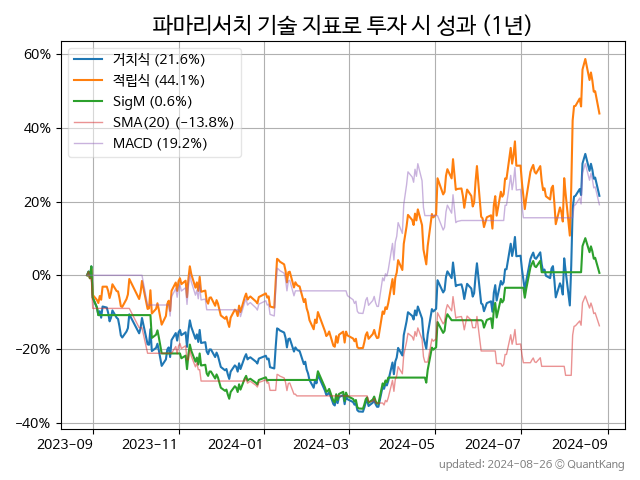 파마리서치 기술 지표로 투자 시 성과 (1년)
거치식 (21.6%)
적립식 (44.1%)
SigM (0.6%)
SMA(20) (−13.8%)
MACD (19.2%)
60%
40%
20%
0%
−20%
−40%
2023-09 2023-11 2024-01 2024-03 2024-05 2024-07 2024-09
updated: 2024-08-26 © QuantKang